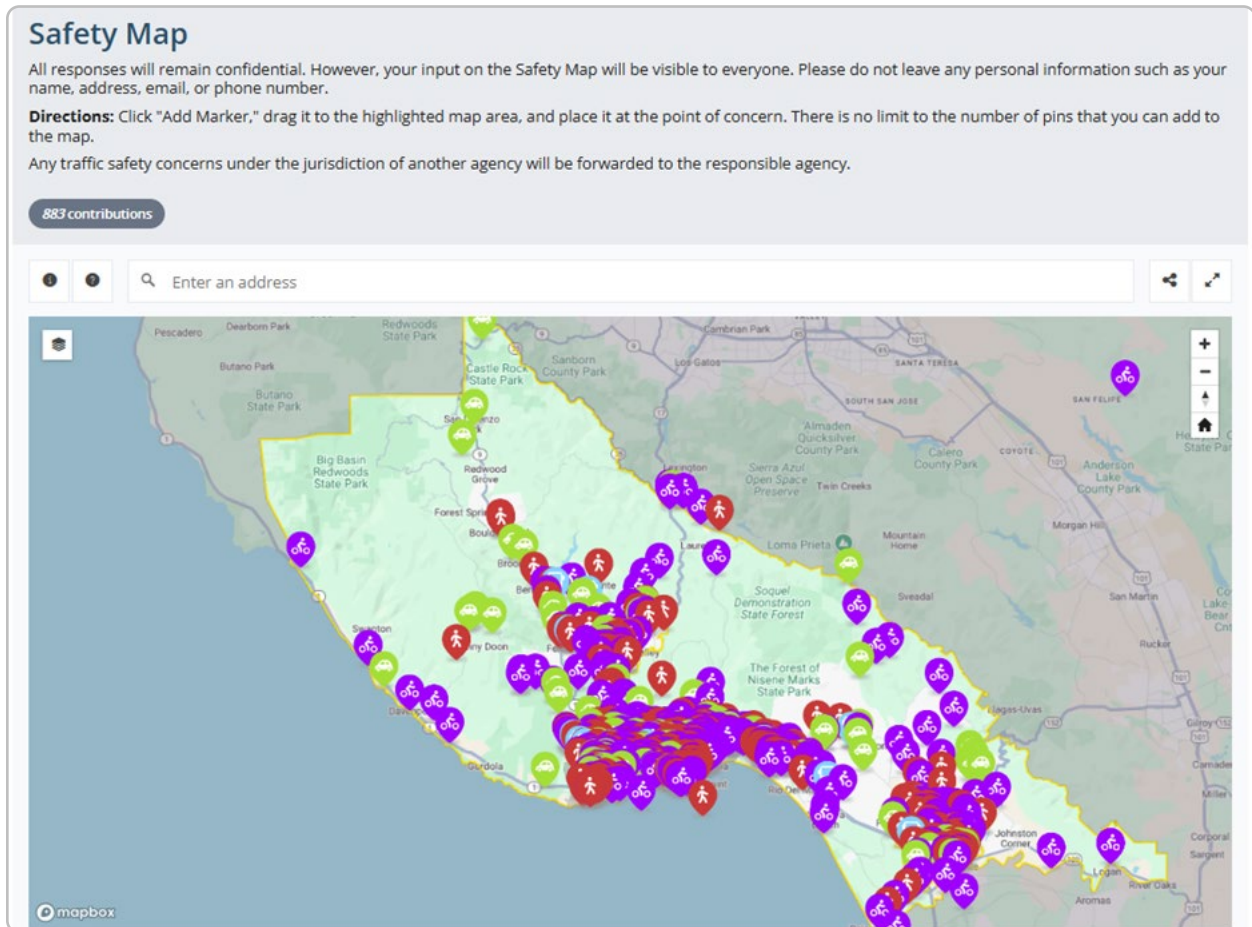 Safety Map
All responses will remain confidential. However, your input on the Safety Map will be visible to everyone. Please do not leave any personal information such as your
name, address, email, or phone number.
Directions: Click "Add Marker," drag it to the highlighted map area, and place it at the point of concern. There is no limit to the number of pins that you can add to
the map.
Any traffic safety concerns under the jurisdiction of another agency will be forwarded to the responsible agency.
883 contributions
Enter an address
Pescadero
Dearborn Park
Redwoods
State Park
Cambrian Park
Butano Park
Castle Rock
State Park
Sanborn
County Park
Los Gatos
SANTA TERESA
Butano
State Park
SOUTH SAN JOSE
SAN FELIPE
Almaden
Quicksilver
County Park
Calero
County Park
COYOTE
Anderson
Lake
County Park
Big Basin
Redwoods
State Park
Redwood
Grove
Lexington
Sierra Azul
Open Space
Preserve
Twin Creeks
Morgan Hill
Loma Prieta
Mountain
Home
Soquel
Demonstration
State Forest
Sveadal
San Martin
Rucker
Swanton
The Forest of
Nisene Marks
State Park
Gilroy
Johnston
Corner
Corporal
Sargent
Logan
River Oaks
Aromas
mapbox